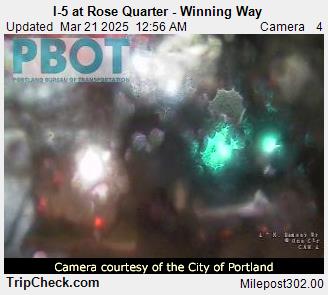 I-5 at Rose Quarter - Winning Way
Updated Mar 21 2025 12:56 AM Camera 4
PBOT
PORTLAND BUREAU OF TRANSPORTATION
Camera courtesy of the City of Portland
TripCheck.com Milepost302.00